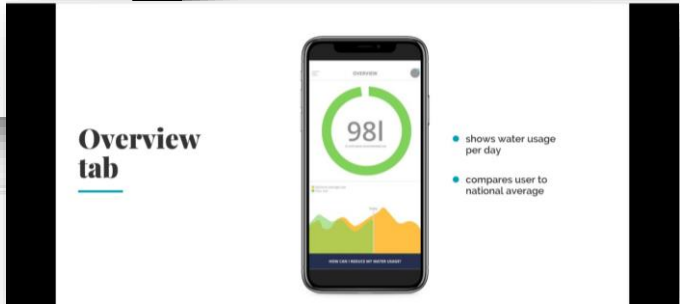 Overview
tab
OVERVIEW
98l
HOW CAN I REDUCE MY WATER USAGE?
shows water usage
per day
compares user to
national average